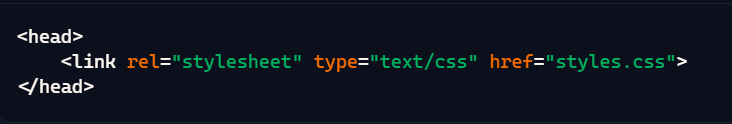 <head>
    <link rel="stylesheet" type="text/css" href="styles.css">
</head>